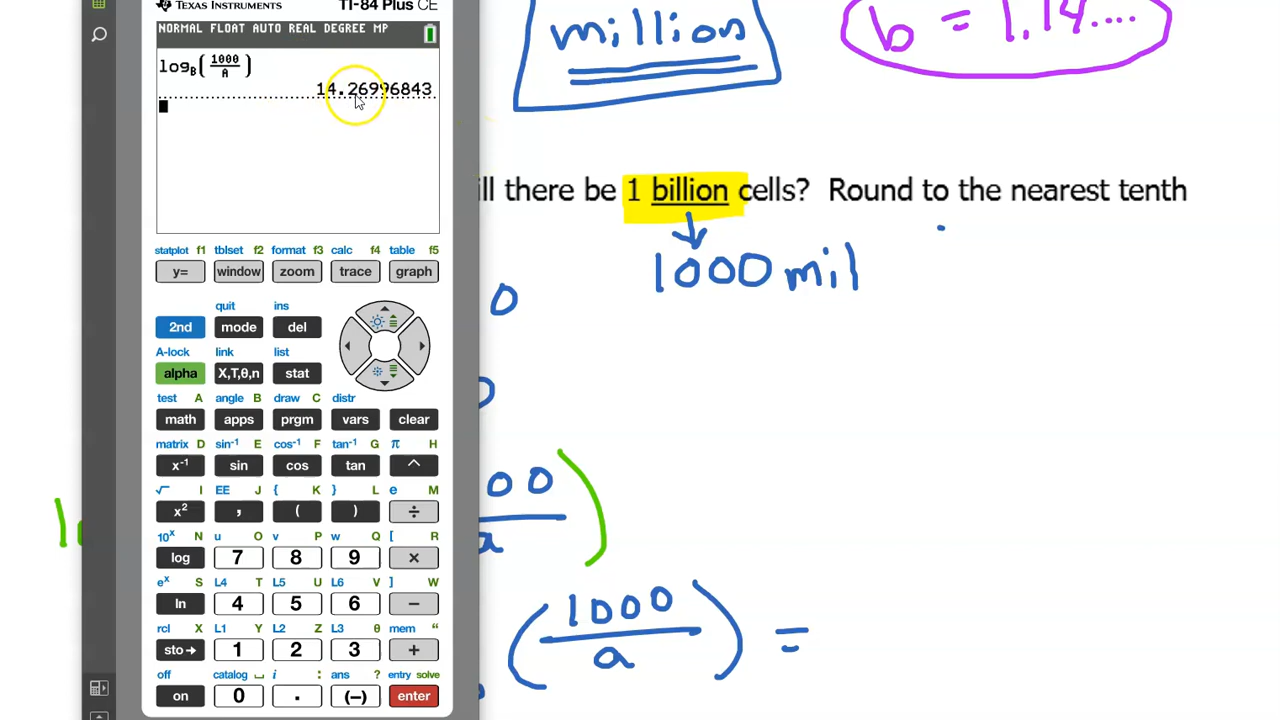 TEXAS INSTRUMENTS TI-84 Plus CE
NORMAL FLOAT AUTO REAL DEGREE MP
log_B(1000/A)
14.26996843
million
b = 1.14....
ill there be 1 billion cells? Round to the nearest tenth
1000 mil
0
0
00
a
)
(1000/a) =
statplot f1 tblset f2 format f3 calc f4 table f5
y= window zoom trace graph
quit ins
2nd mode del
A-lock link list
alpha X,T,θ,n stat
test A angle B draw C distr
math apps prgm vars clear
matrix D sin⁻¹ E cos⁻¹ F tan⁻¹ G π H
x⁻¹ sin cos tan ^
√ I EE J { K } L e M
x² , ( ) ÷
10ˣ N u O v P w Q [ R
log 7 8 9 ×
eˣ S L4 T L5 U L6 V ] W
ln 4 5 6 −
rcl X L1 Y L2 Z L3 θ mem "
sto→ 1 2 3 +
off catalog i : ans ? entry solve
on 0 . (−) enter